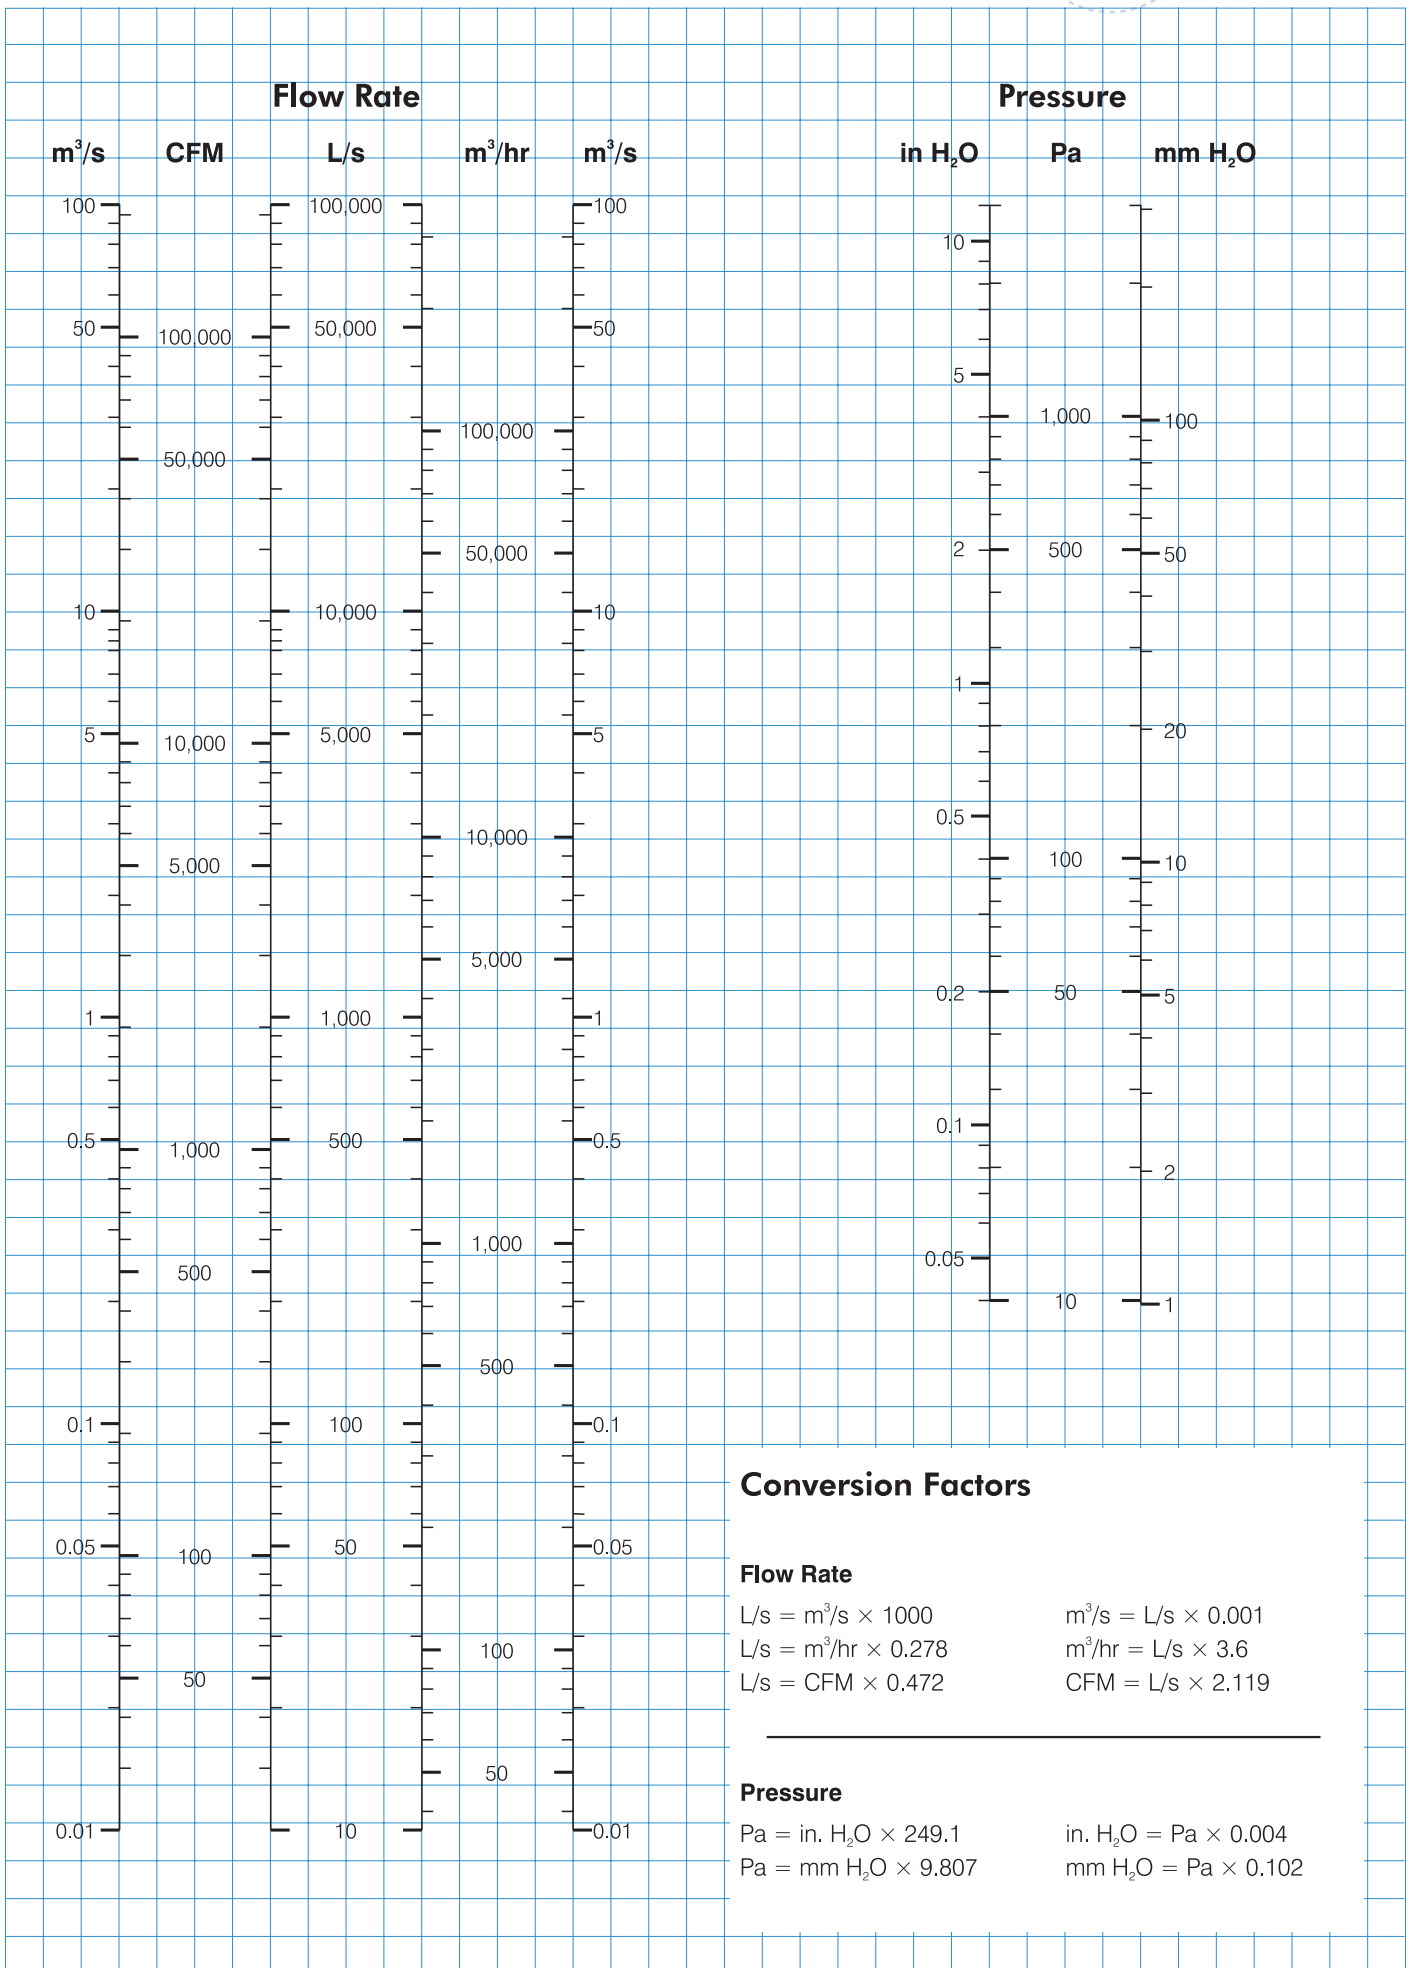 Flow Rate
Pressure
m³/s CFM L/s m³/hr m³/s
in H₂O Pa mm H₂O
100 100,000 100
10
50 100,000 50,000 50
5
1,000 100
50,000 100,000
50,000 2 500 50
10 10,000 10
1
5 10,000 5,000 5
20
0.5
5,000 10,000
100 10
5,000
0.2 50 5
1 1,000 1
0.1
0.5 1,000 500 0.5
2
1,000
500 0.05
10 1
500
0.1 100 0.1
0.05 100 50 0.05
100
50
50
0.01 10 0.01
Conversion Factors
Flow Rate
L/s = m³/s × 1000 m³/s = L/s × 0.001
L/s = m³/hr × 0.278 m³/hr = L/s × 3.6
L/s = CFM × 0.472 CFM = L/s × 2.119
Pressure
Pa = in. H₂O × 249.1 in. H₂O = Pa × 0.004
Pa = mm H₂O × 9.807 mm H₂O = Pa × 0.102